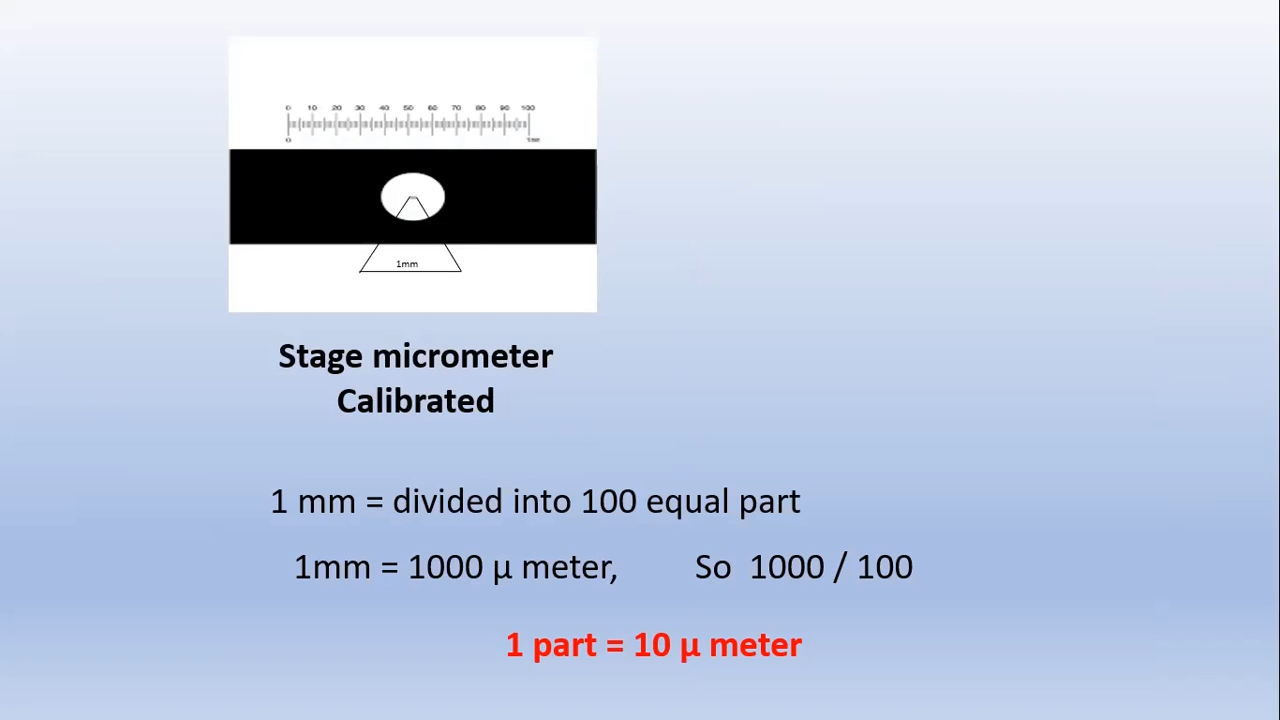 0 10 20 30 40 50 60 70 80 90 100
0
1mm
Stage micrometer
Calibrated
1 mm = divided into 100 equal part
1mm = 1000 µ meter, So 1000 / 100
1 part = 10 µ meter